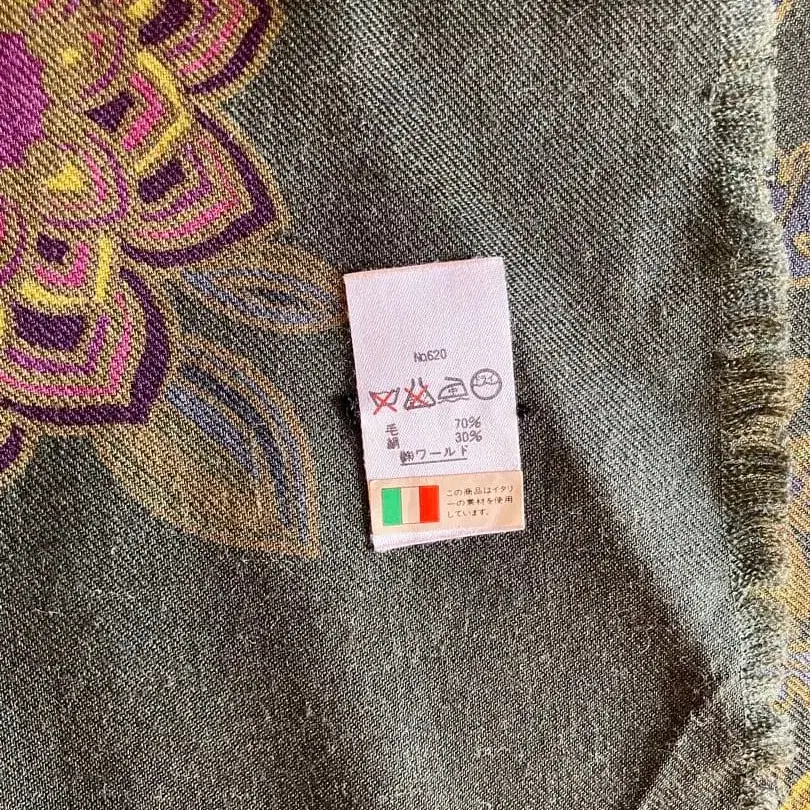 No.620
毛 70%
絹 30%
㈱ワールド
この商品はイタリ
ーの素材を使用
しています。